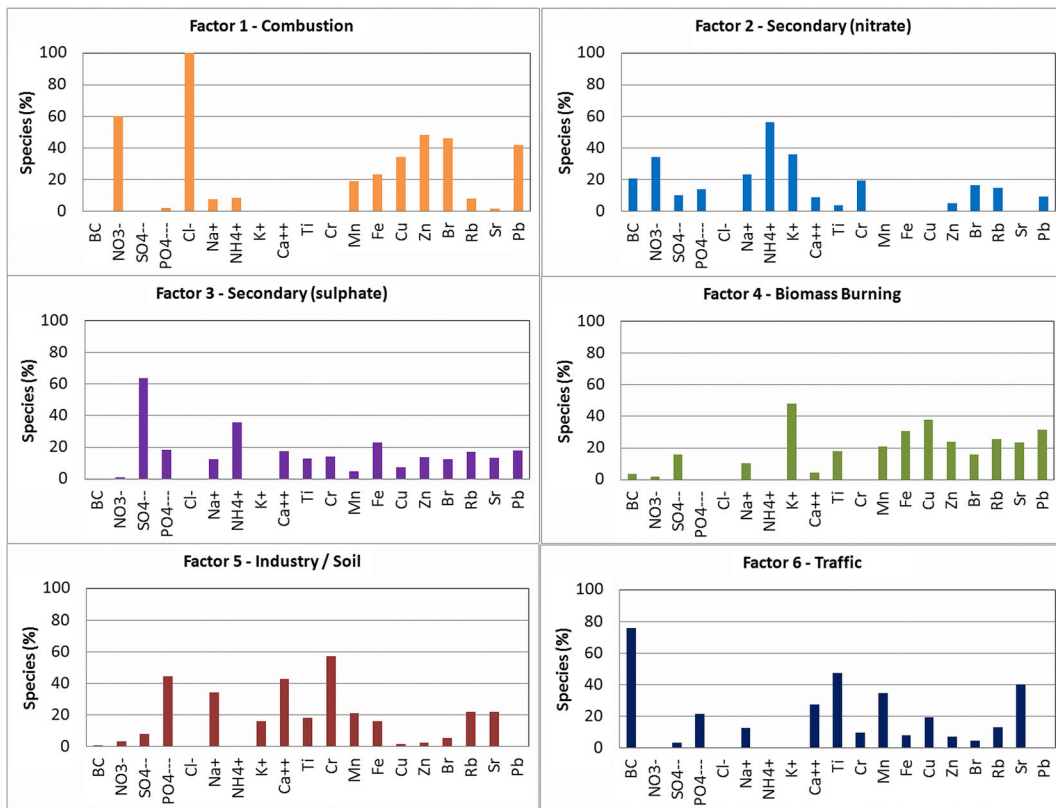 Factor 1 - Combustion
Species (%)
100
80
60
40
20
0
BC
NO3-
SO4--
PO4---
Cl-
Na+
NH4+
K+
Ca++
Ti
Cr
Mn
Fe
Cu
Zn
Br
Rb
Sr
Pb
Factor 2 - Secondary (nitrate)
Species (%)
100
80
60
40
20
0
BC
NO3-
SO4--
PO4---
Cl-
Na+
NH4+
K+
Ca++
Ti
Cr
Mn
Fe
Cu
Zn
Br
Rb
Sr
Pb
Factor 3 - Secondary (sulphate)
Species (%)
100
80
60
40
20
0
BC
NO3-
SO4--
PO4---
Cl-
Na+
NH4+
K+
Ca++
Ti
Cr
Mn
Fe
Cu
Zn
Br
Rb
Sr
Pb
Factor 4 - Biomass Burning
Species (%)
100
80
60
40
20
0
BC
NO3-
SO4--
PO4---
Cl-
Na+
NH4+
K+
Ca++
Ti
Cr
Mn
Fe
Cu
Zn
Br
Rb
Sr
Pb
Factor 5 - Industry / Soil
Species (%)
100
80
60
40
20
0
BC
NO3-
SO4--
PO4---
Cl-
Na+
NH4+
K+
Ca++
Ti
Cr
Mn
Fe
Cu
Zn
Br
Rb
Sr
Pb
Factor 6 - Traffic
Species (%)
100
80
60
40
20
0
BC
NO3-
SO4--
PO4---
Cl-
Na+
NH4+
K+
Ca++
Ti
Cr
Mn
Fe
Cu
Zn
Br
Rb
Sr
Pb